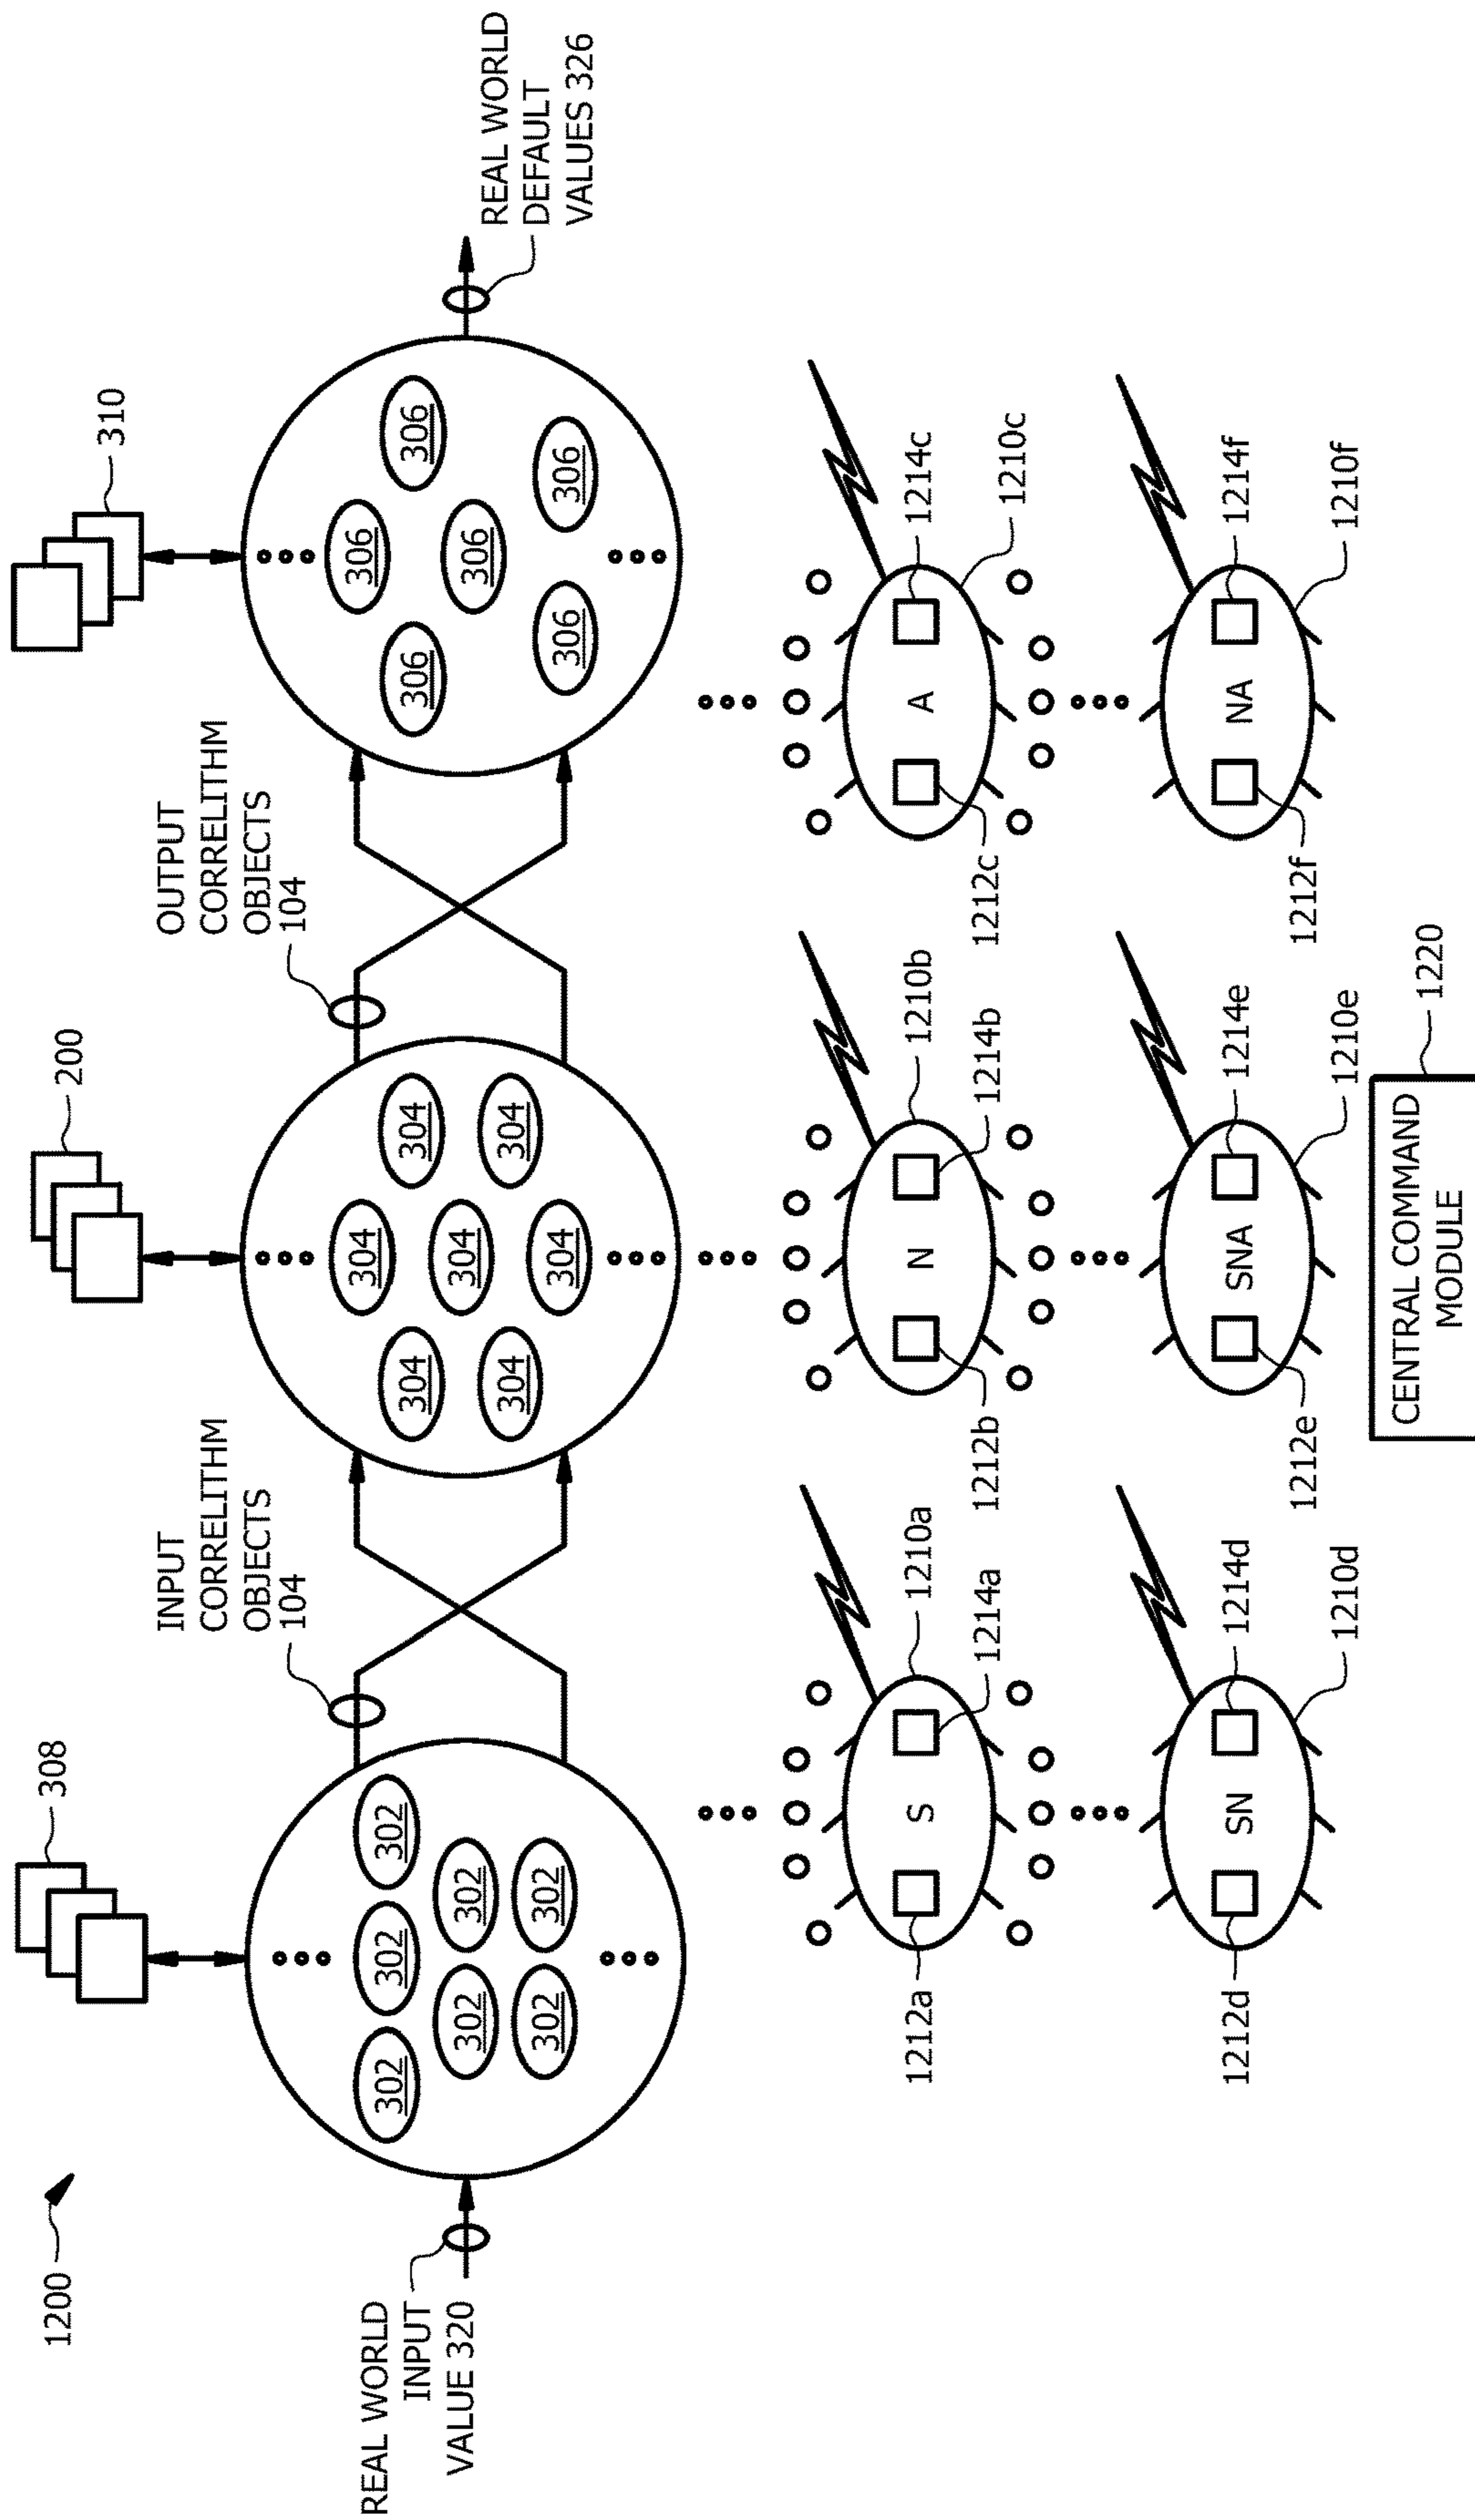 1200
308
200
310
INPUT
CORRELITHM
OBJECTS
104
OUTPUT
CORRELITHM
OBJECTS
104
REAL WORLD
INPUT
VALUE 320
302
302
302
302
302
302
302
304
304
304
304
304
304
304
306
306
306
306
306
306
REAL WORLD
DEFAULT
VALUES 326
1212a
S
1214a
1210a
1212b
N
1214b
1210b
1212c
A
1214c
1210c
1212d
SN
1214d
1210d
1212e
SNA
1214e
1210e
1212f
NA
1214f
1210f
CENTRAL COMMAND
MODULE
1220